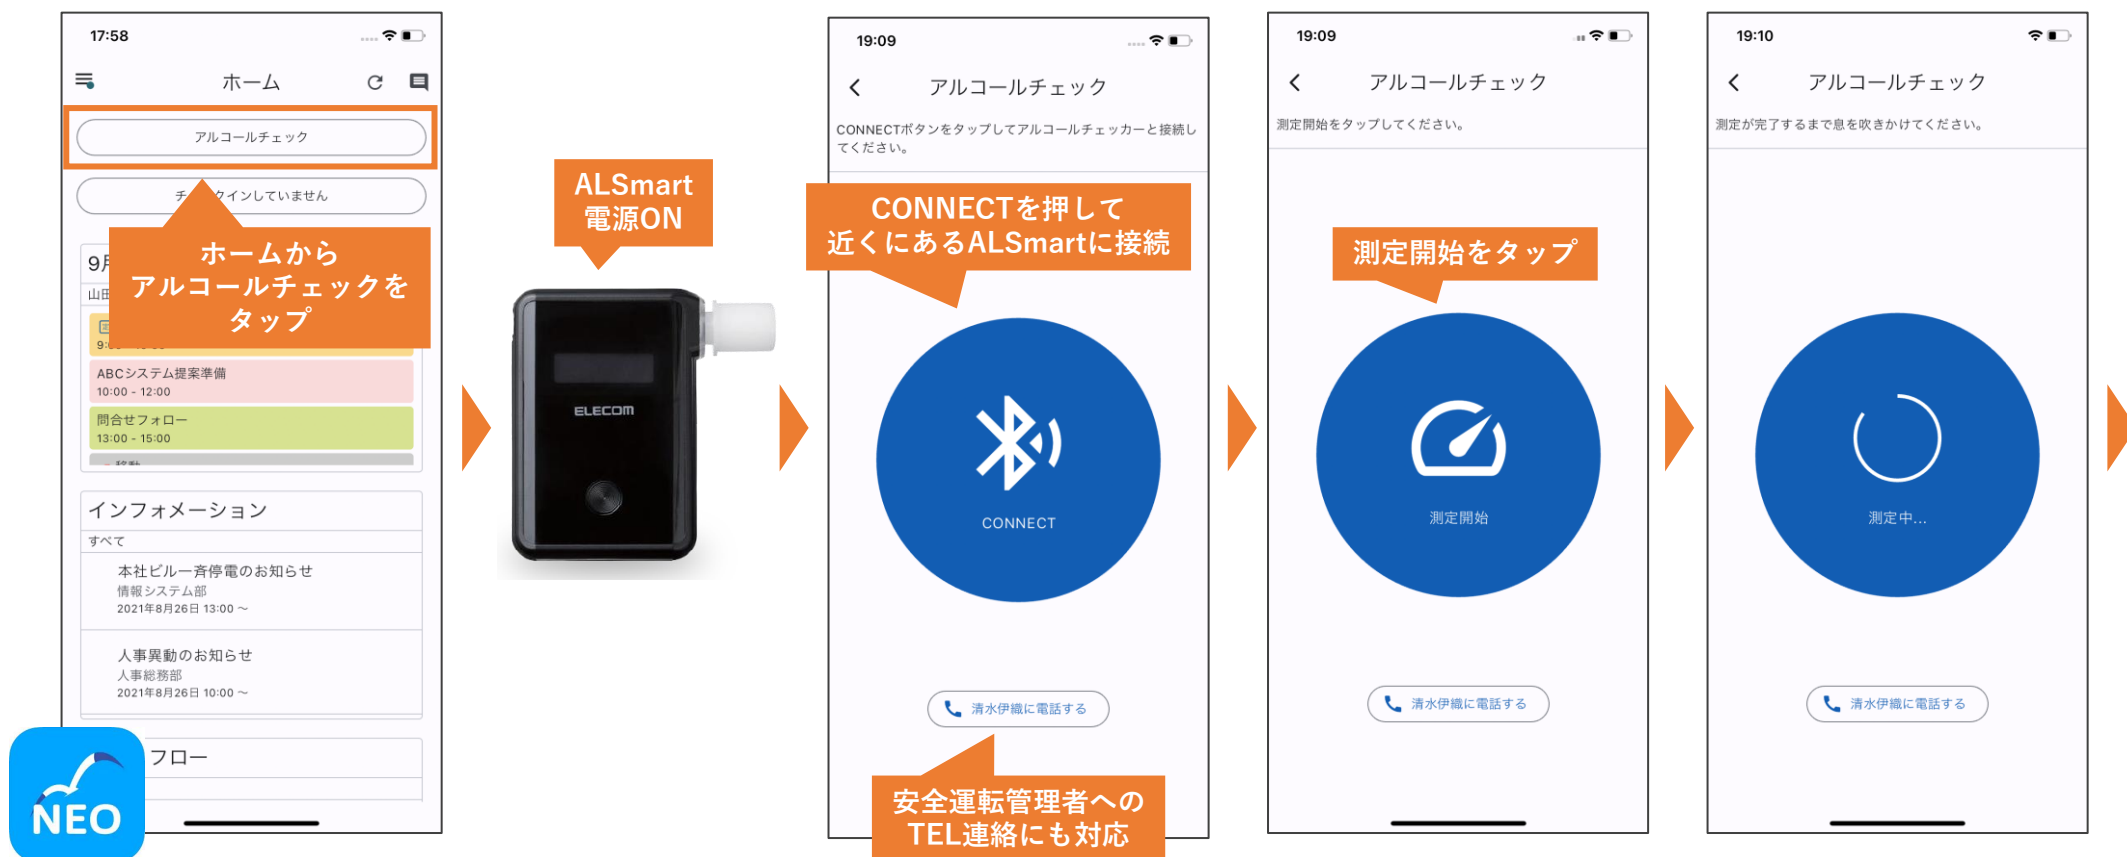 17:58
ホーム
アルコールチェック
チ
クインしていません
ホームから
アルコールチェックを
タップ
9月
山田
ABCシステム提案準備
10:00 - 12:00
問合せフォロー
13:00 - 15:00
移動
インフォメーション
すべて
本社ビル一斉停電のお知らせ
情報システム部
2021年8月26日 13:00 ～
人事異動のお知らせ
人事総務部
2021年8月26日 10:00 ～
フロー
NEO
ALSmart
電源ON
ELECOM
19:09
アルコールチェック
CONNECTボタンをタップしてアルコールチェッカーと接続し
てください。
CONNECTを押して
近くにあるALSmartに接続
CONNECT
清水伊織に電話する
安全運転管理者への
TEL連絡にも対応
19:09
アルコールチェック
測定開始をタップしてください。
測定開始をタップ
測定開始
清水伊織に電話する
19:10
アルコールチェック
測定が完了するまで息を吹きかけてください。
測定中...
清水伊織に電話する